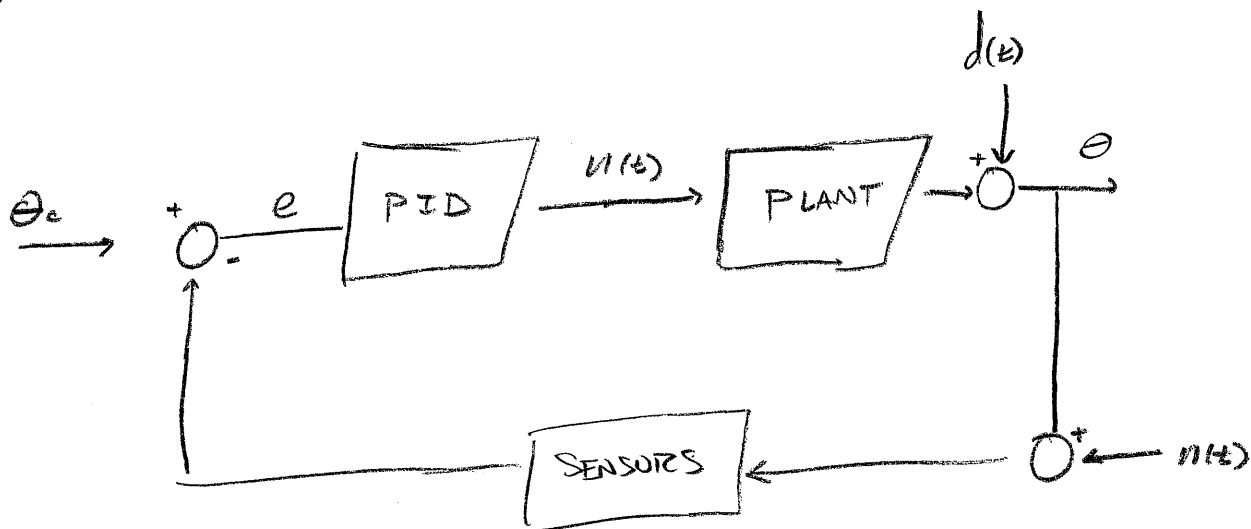 d(t)
θc
+
-
e
PID
u(t)
PLANT
+
θ
SENSORS
+
n(t)